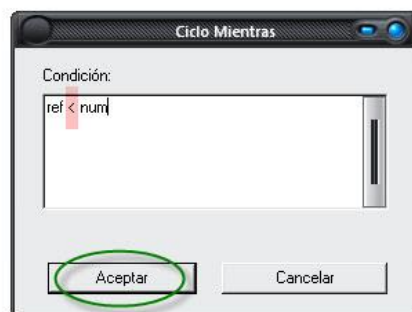 Ciclo Mientras
Condición:
ref < num
Aceptar
Cancelar